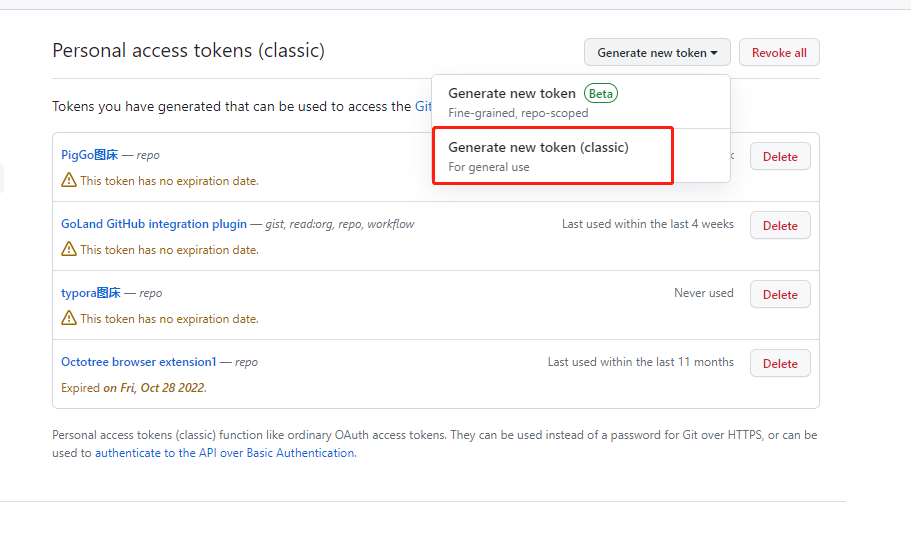 Personal access tokens (classic)
Generate new token
Revoke all
Generate new token Beta
Fine-grained, repo-scoped
Generate new token (classic)
For general use
Tokens you have generated that can be used to access the
PigGo图床 — repo
Delete
This token has no expiration date.
GoLand GitHub integration plugin — gist, read:org, repo, workflow
Last used within the last 4 weeks
Delete
This token has no expiration date.
typora图床 — repo
Never used
Delete
This token has no expiration date.
Octotree browser extension1 — repo
Last used within the last 11 months
Delete
Expired on Fri, Oct 28 2022.
Personal access tokens (classic) function like ordinary OAuth access tokens. They can be used instead of a password for Git over HTTPS, or can be
used to authenticate to the API over Basic Authentication.